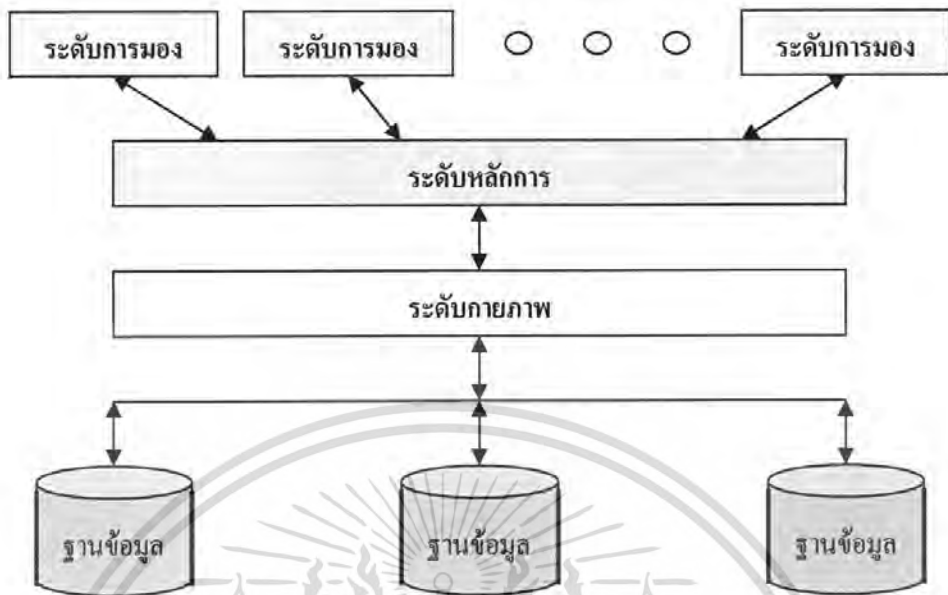 ระดับการมอง
ระดับการมอง
ระดับการมอง
ระดับหลักการ
ระดับกายภาพ
ฐานข้อมูล
ฐานข้อมูล
ฐานข้อมูล